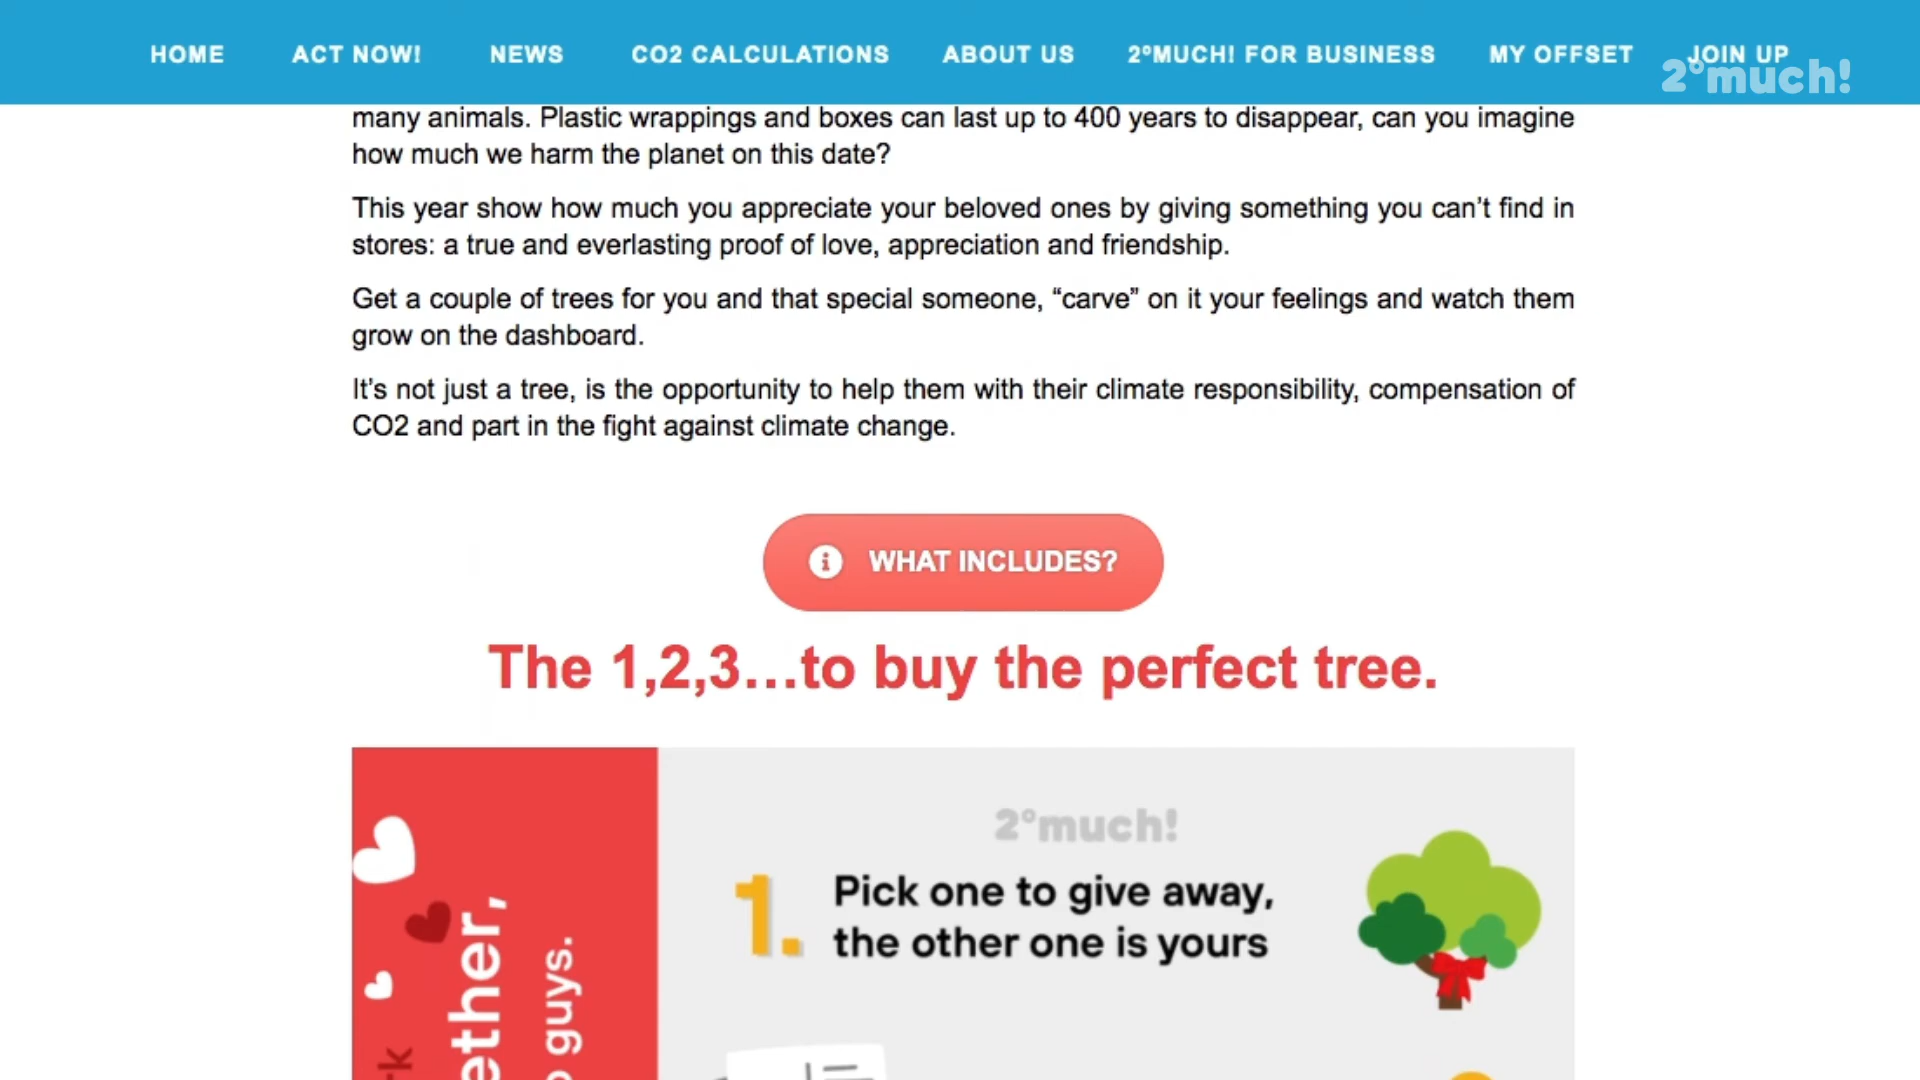 HOME ACT NOW! NEWS CO2 CALCULATIONS ABOUT US 2ºMUCH! FOR BUSINESS MY OFFSET JOIN UP
2°much!
many animals. Plastic wrappings and boxes can last up to 400 years to disappear, can you imagine
how much we harm the planet on this date?
This year show how much you appreciate your beloved ones by giving something you can’t find in
stores: a true and everlasting proof of love, appreciation and friendship.
Get a couple of trees for you and that special someone, “carve” on it your feelings and watch them
grow on the dashboard.
It’s not just a tree, is the opportunity to help them with their climate responsibility, compensation of
CO2 and part in the fight against climate change.
WHAT INCLUDES?
The 1,2,3…to buy the perfect tree.
2°much!
1. Pick one to give away,
the other one is yours
ether,
guys.